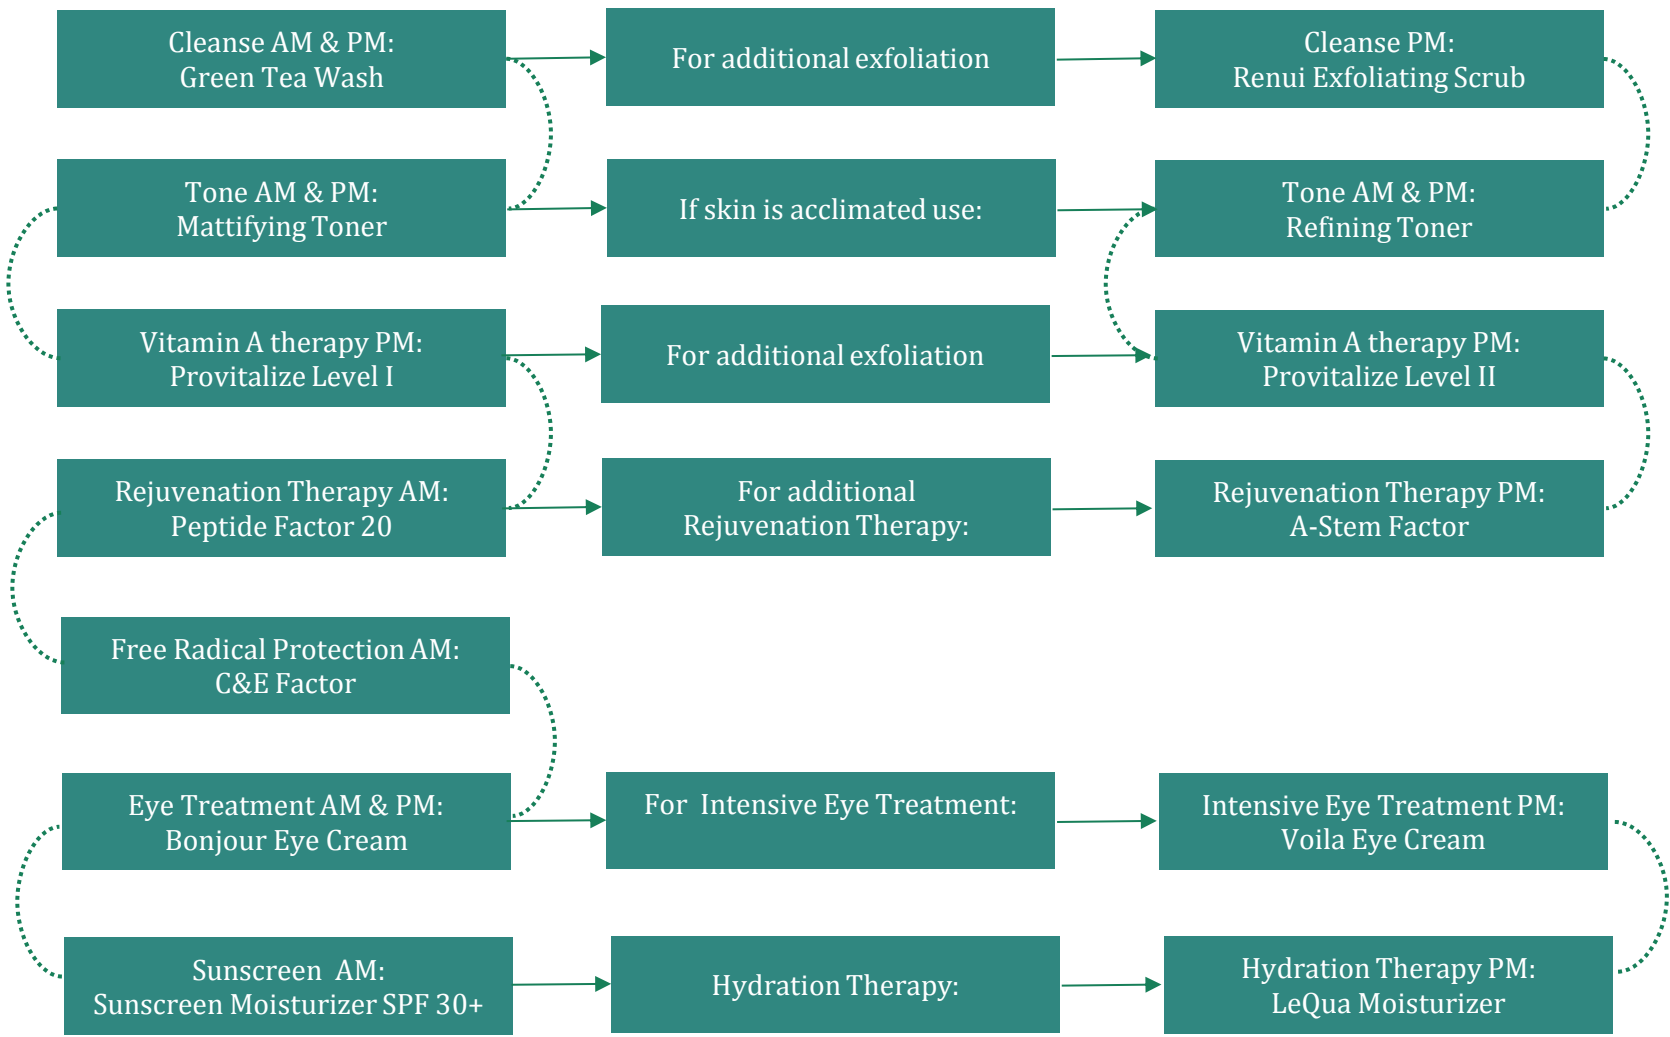 Cleanse AM & PM:
Green Tea Wash
For additional exfoliation
Cleanse PM:
Renui Exfoliating Scrub
Tone AM & PM:
Mattifying Toner
If skin is acclimated use:
Tone AM & PM:
Refining Toner
Vitamin A therapy PM:
Provitalize Level I
For additional exfoliation
Vitamin A therapy PM:
Provitalize Level II
Rejuvenation Therapy AM:
Peptide Factor 20
For additional
Rejuvenation Therapy:
Rejuvenation Therapy PM:
A-Stem Factor
Free Radical Protection AM:
C&E Factor
Eye Treatment AM & PM:
Bonjour Eye Cream
For  Intensive Eye Treatment:
Intensive Eye Treatment PM:
Voila Eye Cream
Sunscreen  AM:
Sunscreen Moisturizer SPF 30+
Hydration Therapy:
Hydration Therapy PM:
LeQua Moisturizer